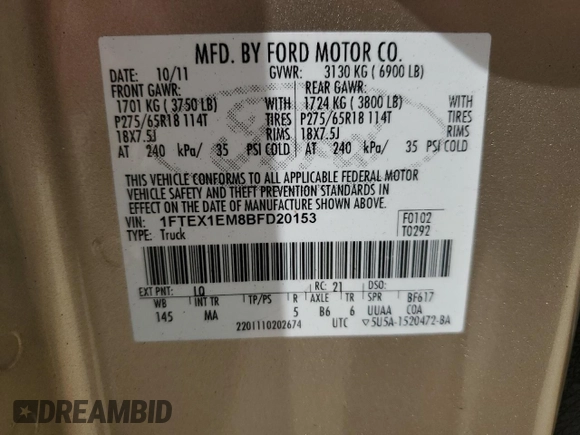 MFD. BY FORD MOTOR CO.
DATE: 10/11 GVWR: 3130 KG ( 6900 LB)
FRONT GAWR: REAR GAWR:
1701 KG ( 3750 LB) WITH 1724 KG ( 3800 LB) WITH
P275/65R18 114T TIRES P275/65R18 114T TIRES
18X7.5J RIMS 18X7.5J RIMS
AT 240 kPa/ 35 PSI COLD AT 240 kPa/ 35 PSI COLD
THIS VEHICLE CONFORMS TO ALL APPLICABLE FEDERAL MOTOR
VEHICLE SAFETY AND THEFT PREVENTION STANDARDS IN
EFFECT ON THE DATE OF MANUFACTURE SHOWN ABOVE.
VIN: 1FTEX1EM8BFD20153 F0102
TYPE: Truck T0292
EXT PNT: LQ RC: 21 DSO:
WB INT TR TP/PS R AXLE TR SPR BF617
145 MA 5 B6 6 UUAA COA
2201110202674 UTC ▽5U5A-1520472-BA
DREAMBID